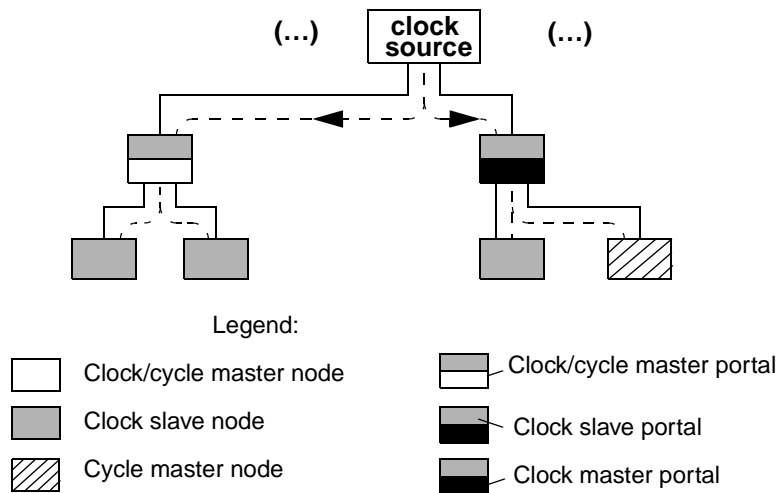 (…)
clock
source
(…)
Legend:
Clock/cycle master node
Clock/cycle master portal
Clock slave node
Clock slave portal
Cycle master node
Clock master portal